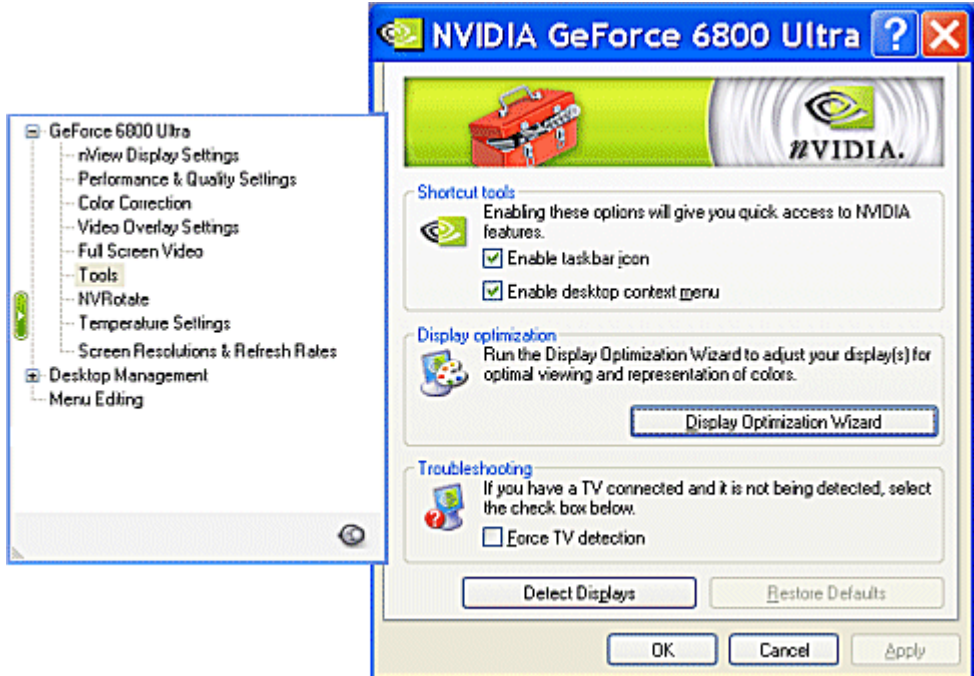 NVIDIA GeForce 6800 Ultra
GeForce 6800 Ultra
nView Display Settings
Performance & Quality Settings
Color Correction
Video Overlay Settings
Full Screen Video
Tools
NVRotate
Temperature Settings
Screen Resolutions & Refresh Rates
Desktop Management
Menu Editing
nVIDIA.
Shortcut tools
Enabling these options will give you quick access to NVIDIA
features.
Enable taskbar icon
Enable desktop context menu
Display optimization
Run the Display Optimization Wizard to adjust your display(s) for
optimal viewing and representation of colors.
Display Optimization Wizard
Troubleshooting
If you have a TV connected and it is not being detected, select
the check box below.
Force TV detection
Detect Displays
Restore Defaults
OK
Cancel
Apply